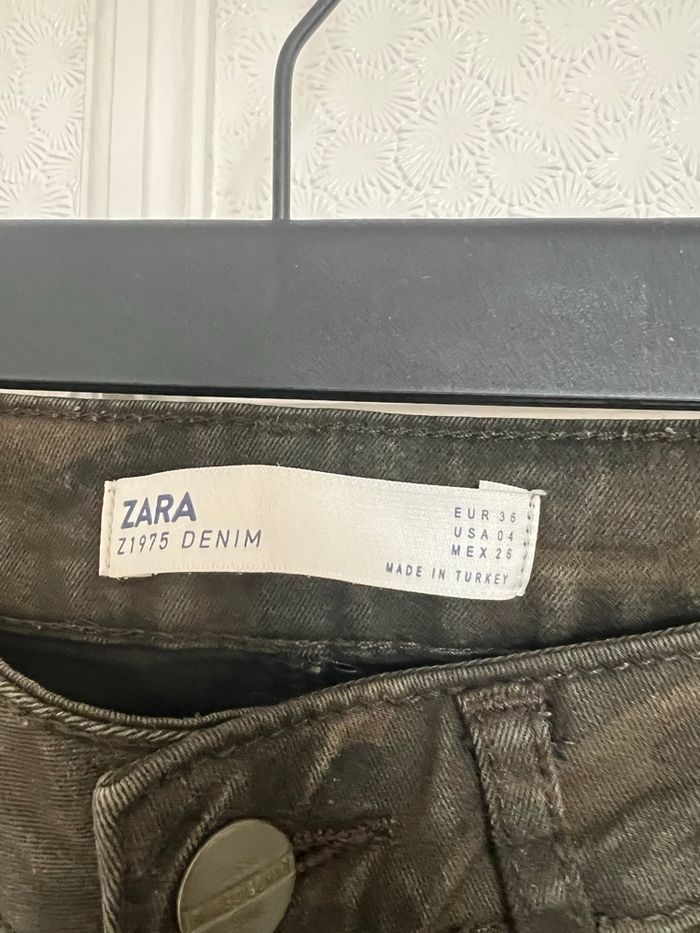 ZARA
Z1975 DENIM
EUR 36
USA 04
MEX 26
MADE IN TURKEY